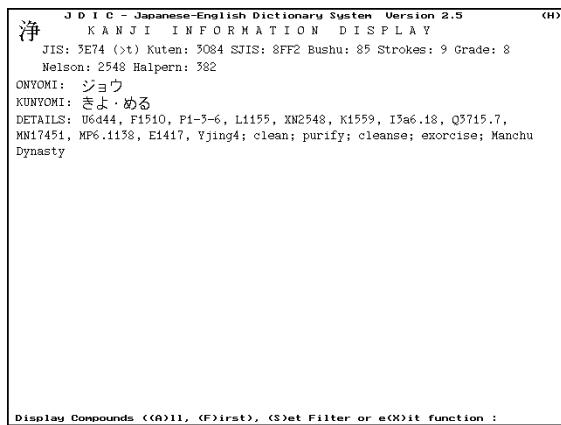 J D I C - Japanese-English Dictionary System Version 2.5 (H)
浄 K A N J I I N F O R M A T I O N D I S P L A Y
JIS: 3E74 (>t) Kuten: 3084 SJIS: 8FF2 Bushu: 85 Strokes: 9 Grade: 8
Nelson: 2548 Halpern: 382
ONYOMI: ジョウ
KUNYOMI: きよ・める
DETAILS: U6d44, F1510, P1-3-6, L1155, XN2548, K1559, I3a6.18, Q3715.7,
MN17451, MP6.1138, E1417, Yjing4; clean; purify; cleanse; exorcise; Manchu
Dynasty
Display Compounds ((A)ll, (F)irst), (S)et Filter or e(X)it function :